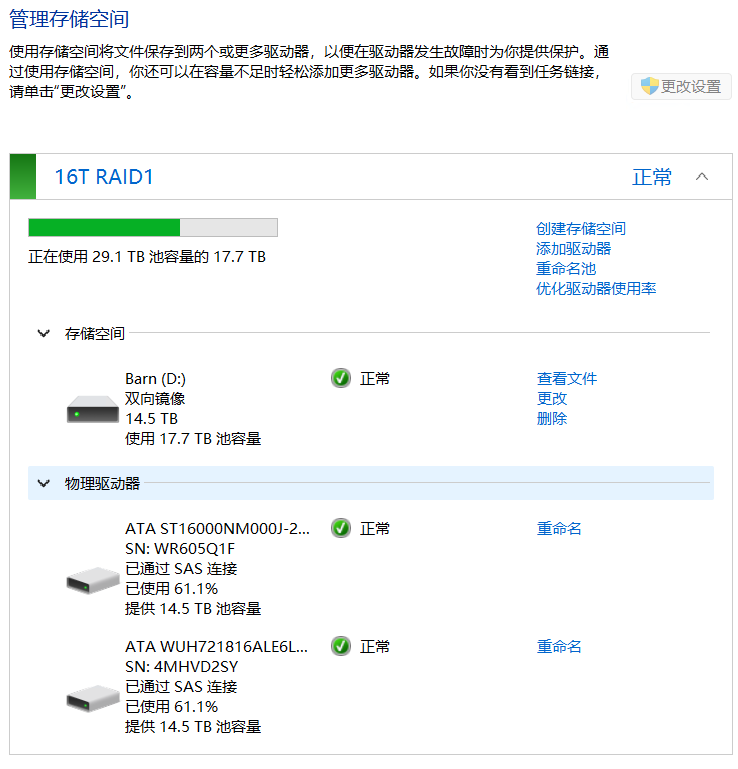 管理存储空间
使用存储空间将文件保存到两个或更多驱动器，以便在驱动器发生故障时为你提供保护。通
过使用存储空间，你还可以在容量不足时轻松添加更多驱动器。如果你没有看到任务链接，
请单击“更改设置”。
更改设置
16T RAID1
正常
正在使用 29.1 TB 池容量的 17.7 TB
创建存储空间
添加驱动器
重命名池
优化驱动器使用率
存储空间
Barn (D:)
双向镜像
14.5 TB
使用 17.7 TB 池容量
正常
查看文件
更改
删除
物理驱动器
ATA ST16000NM000J-2...
SN: WR605Q1F
已通过 SAS 连接
已使用 61.1%
提供 14.5 TB 池容量
正常
重命名
ATA WUH721816ALE6L...
SN: 4MHVD2SY
已通过 SAS 连接
已使用 61.1%
提供 14.5 TB 池容量
正常
重命名